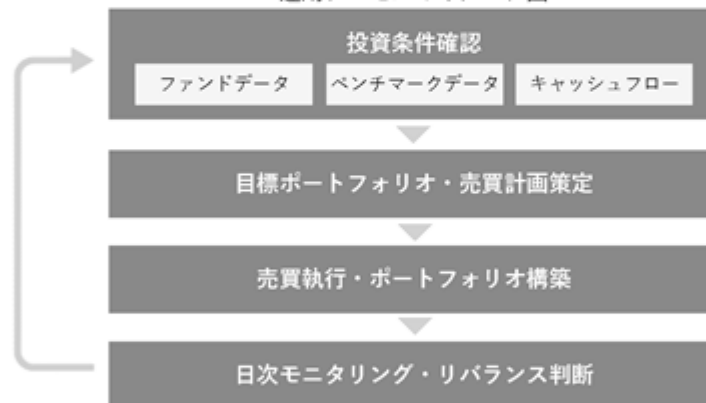 投資条件確認
ファンドデータ ベンチマークデータ キャッシュフロー
目標ポートフォリオ・売買計画策定
売買執行・ポートフォリオ構築
日次モニタリング・リバランス判断